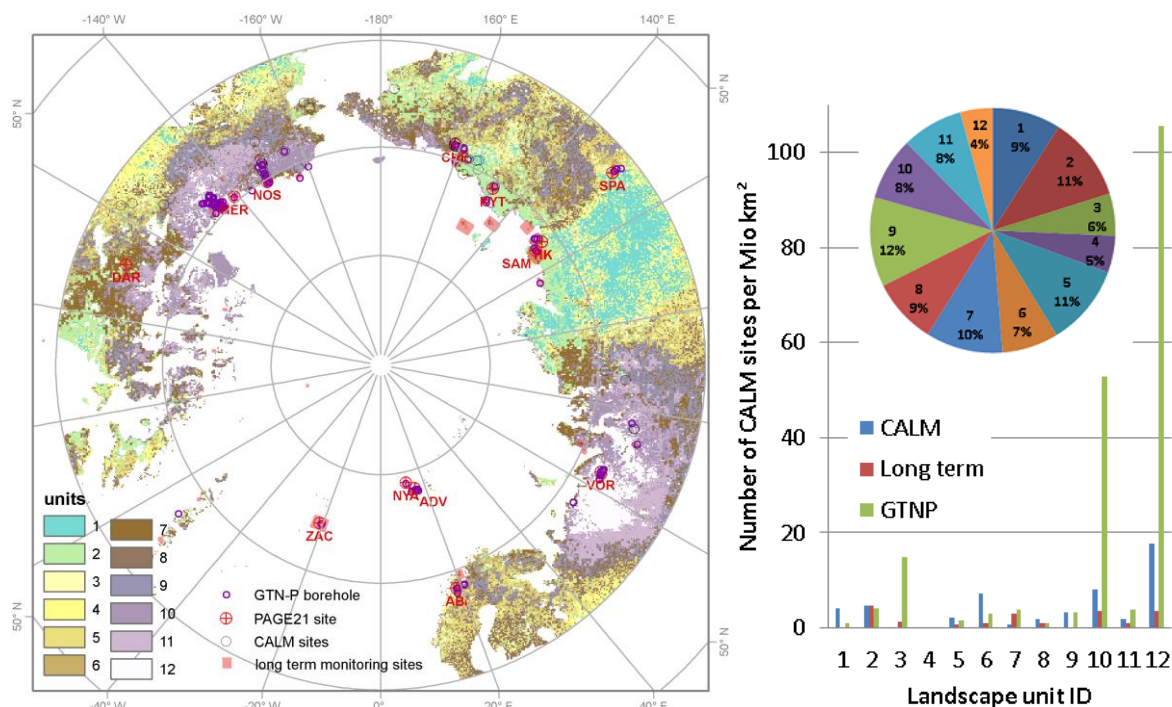 -140° W -160° W -180° 160° E 140° E
50° N
50° N
CHE
KYT
SPA
NOS
HER
SAM
DAR
NYA
ADV
VOR
ZAC
units
1 7
2 8
3 9
4 10
5 11
6 12
GTN-P borehole
PAGE21 site
CALM sites
long term monitoring sites
50° N
50° N
-40° W -20° W 0° 20° E 40° E
Number of CALM sites per Mio km²
100
80
60
40
20
0
12
4%
1
9%
11
8%
2
11%
10
8%
3
6%
9
12%
4
5%
8
9%
5
11%
7
10%
6
7%
CALM
Long term
GTNP
1 2 3 4 5 6 7 8 9 10 11 12
Landscape unit ID